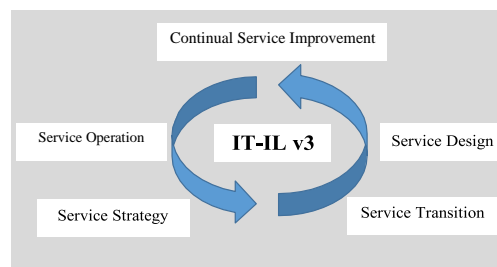 Continual Service Improvement
Service Operation
IT-IL v3
Service Design
Service Strategy
Service Transition